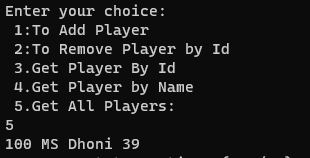 Enter your choice:
1:To Add Player
2:To Remove Player by Id
3.Get Player By Id
4.Get Player by Name
5.Get All Players:
5
100 MS Dhoni 39